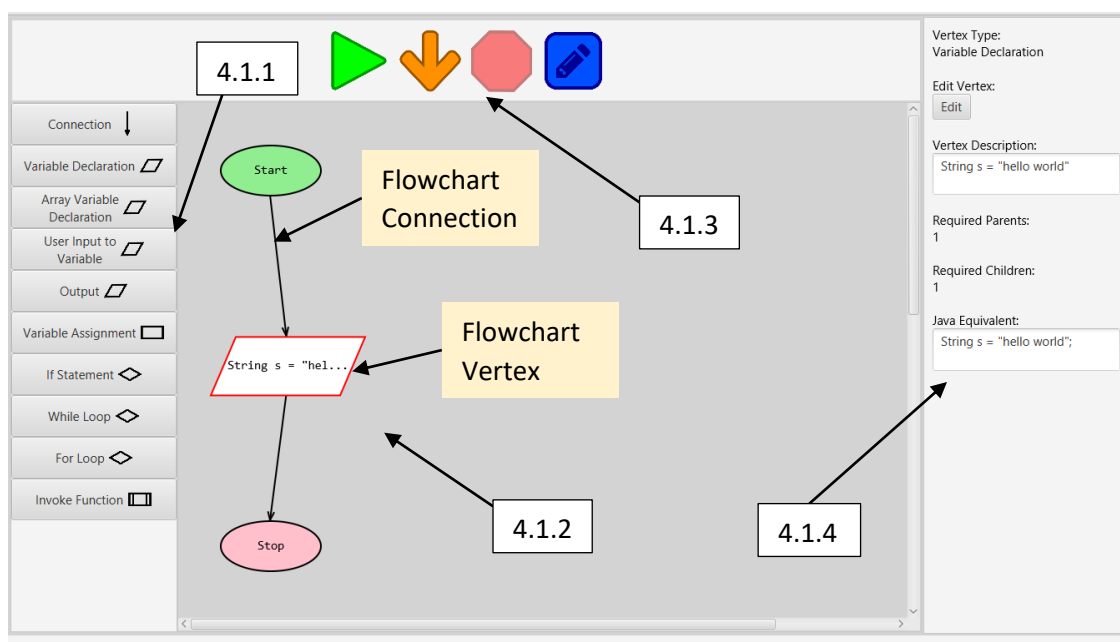 4.1.1
Connection
Variable Declaration
Array Variable
Declaration
User Input to
Variable
Output
Variable Assignment
If Statement
While Loop
For Loop
Invoke Function
Start
Flowchart
Connection
4.1.3
String s = "hel...
Flowchart
Vertex
Stop
4.1.2
4.1.4
Vertex Type:
Variable Declaration
Edit Vertex:
Edit
Vertex Description:
String s = "hello world"
Required Parents:
1
Required Children:
1
Java Equivalent:
String s = "hello world";